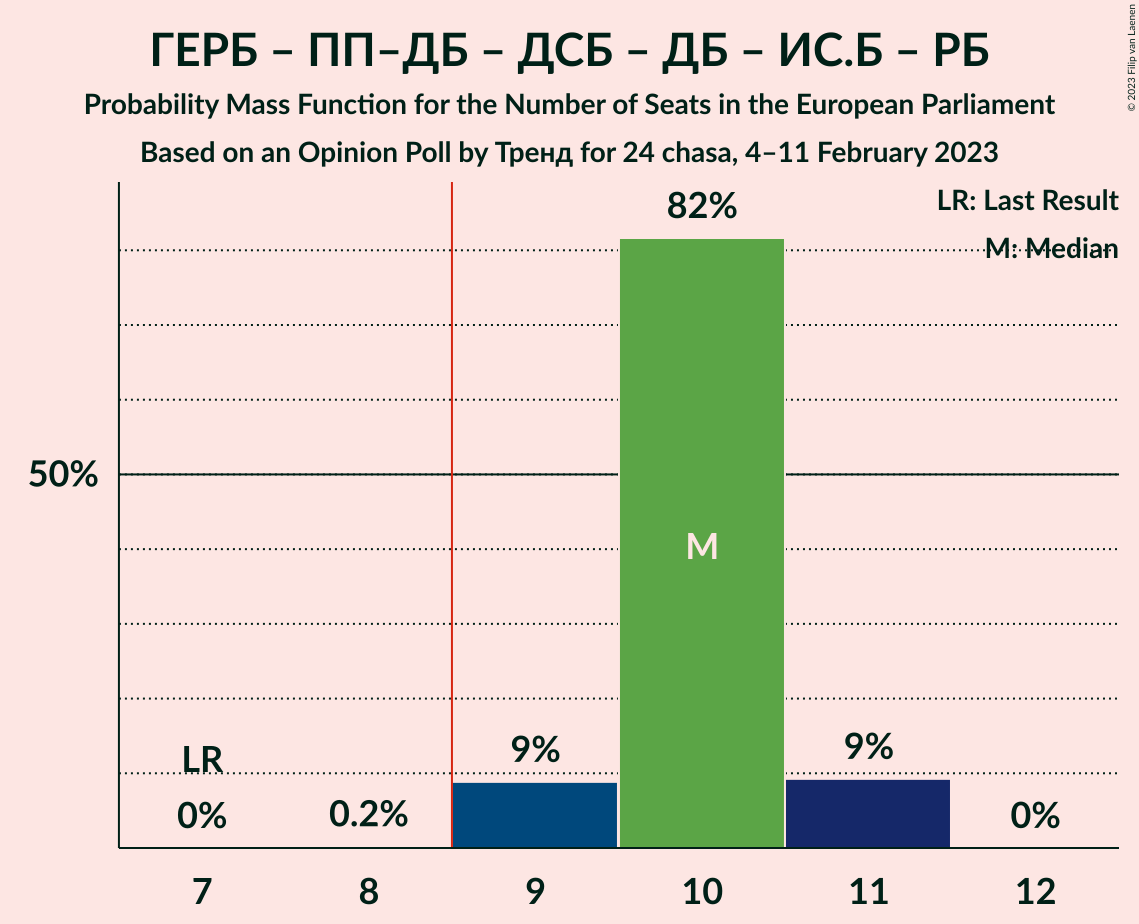 ГЕРБ – ПП–ДБ – ДСБ – ДБ – ИС.Б – РБ
Probability Mass Function for the Number of Seats in the European Parliament
Based on an Opinion Poll by Тренд for 24 chasa, 4–11 February 2023
© 2023 Filip van Laenen
LR: Last Result
M: Median
82%
50%
M
LR
9%
9%
0%
0.2%
0%
7
8
9
10
11
12